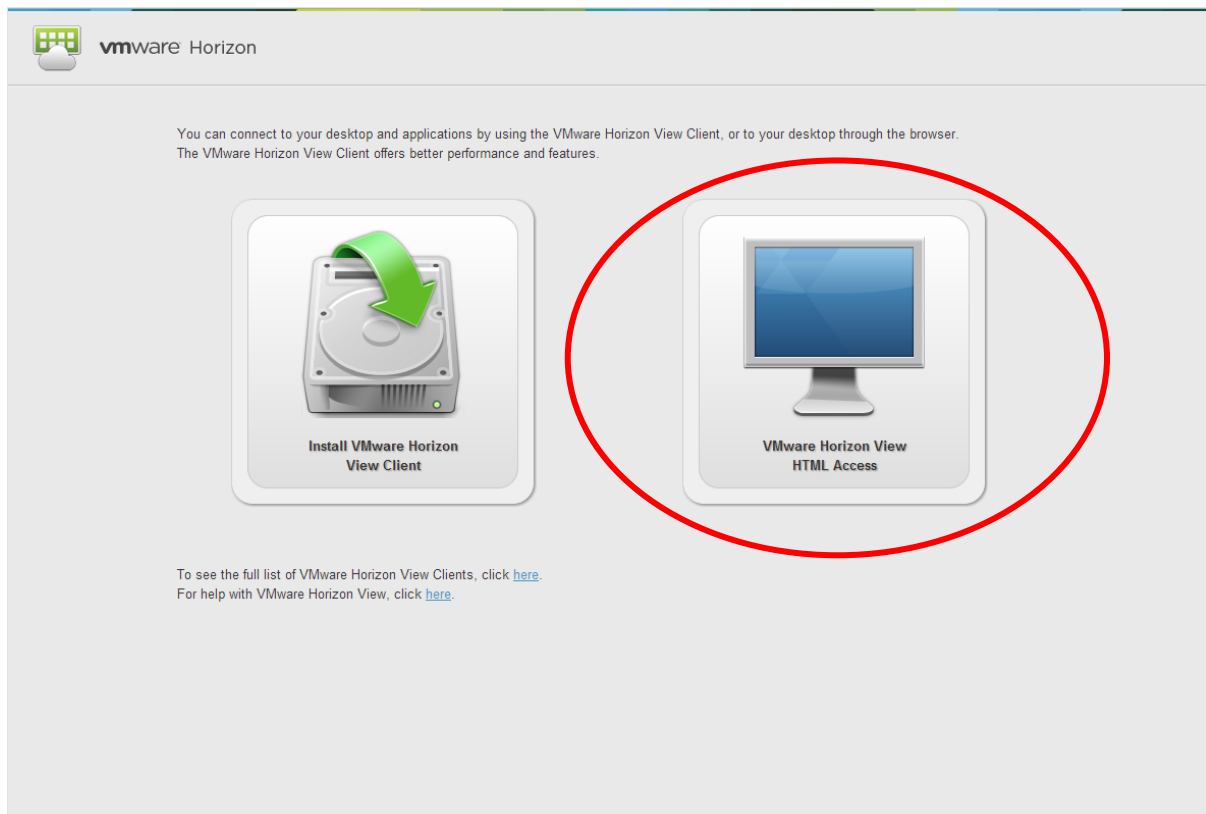 vmware Horizon
You can connect to your desktop and applications by using the VMware Horizon View Client, or to your desktop through the browser.
The VMware Horizon View Client offers better performance and features.
Install VMware Horizon
View Client
VMware Horizon View
HTML Access
To see the full list of VMware Horizon View Clients, click here.
For help with VMware Horizon View, click here.